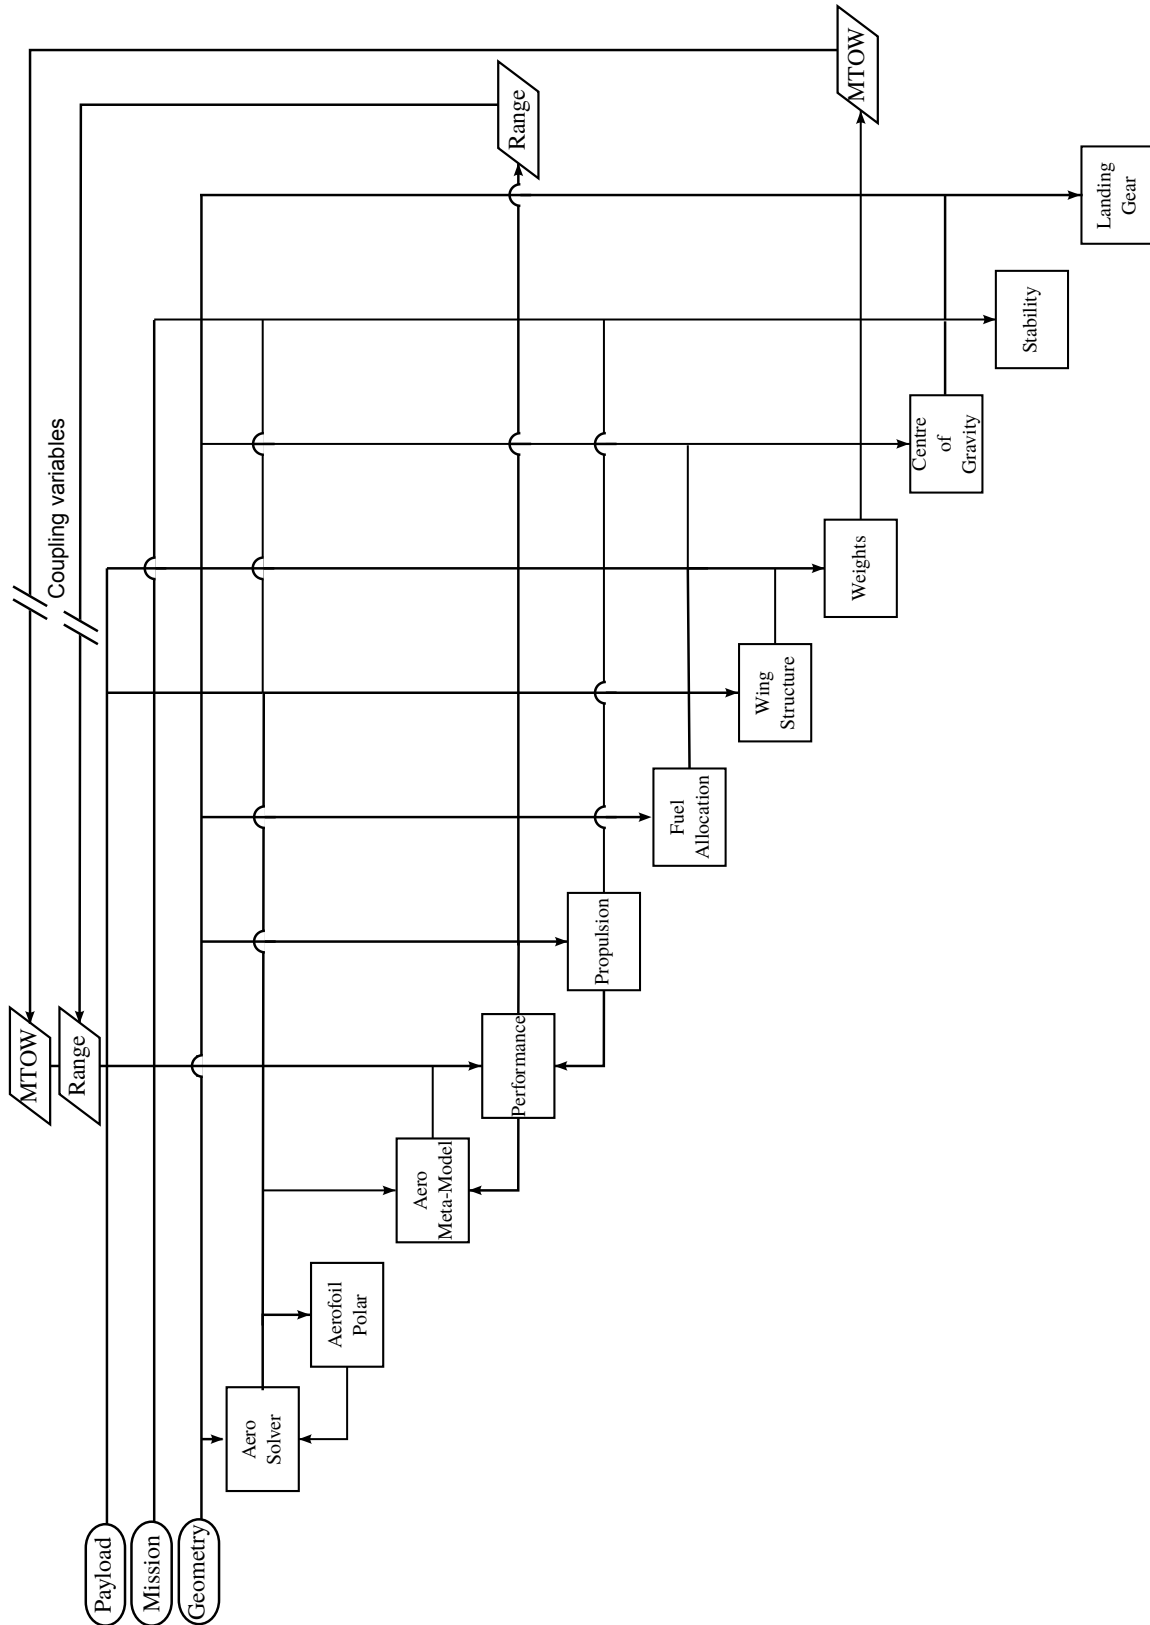 MTOW
Range
Coupling variables
Range
MTOW
Payload
Mission
Geometry
Aero
Solver
Aerofoil
Polar
Aero
Meta-Model
Performance
Propulsion
Fuel
Allocation
Wing
Structure
Weights
Centre
of
Gravity
Stability
Landing
Gear